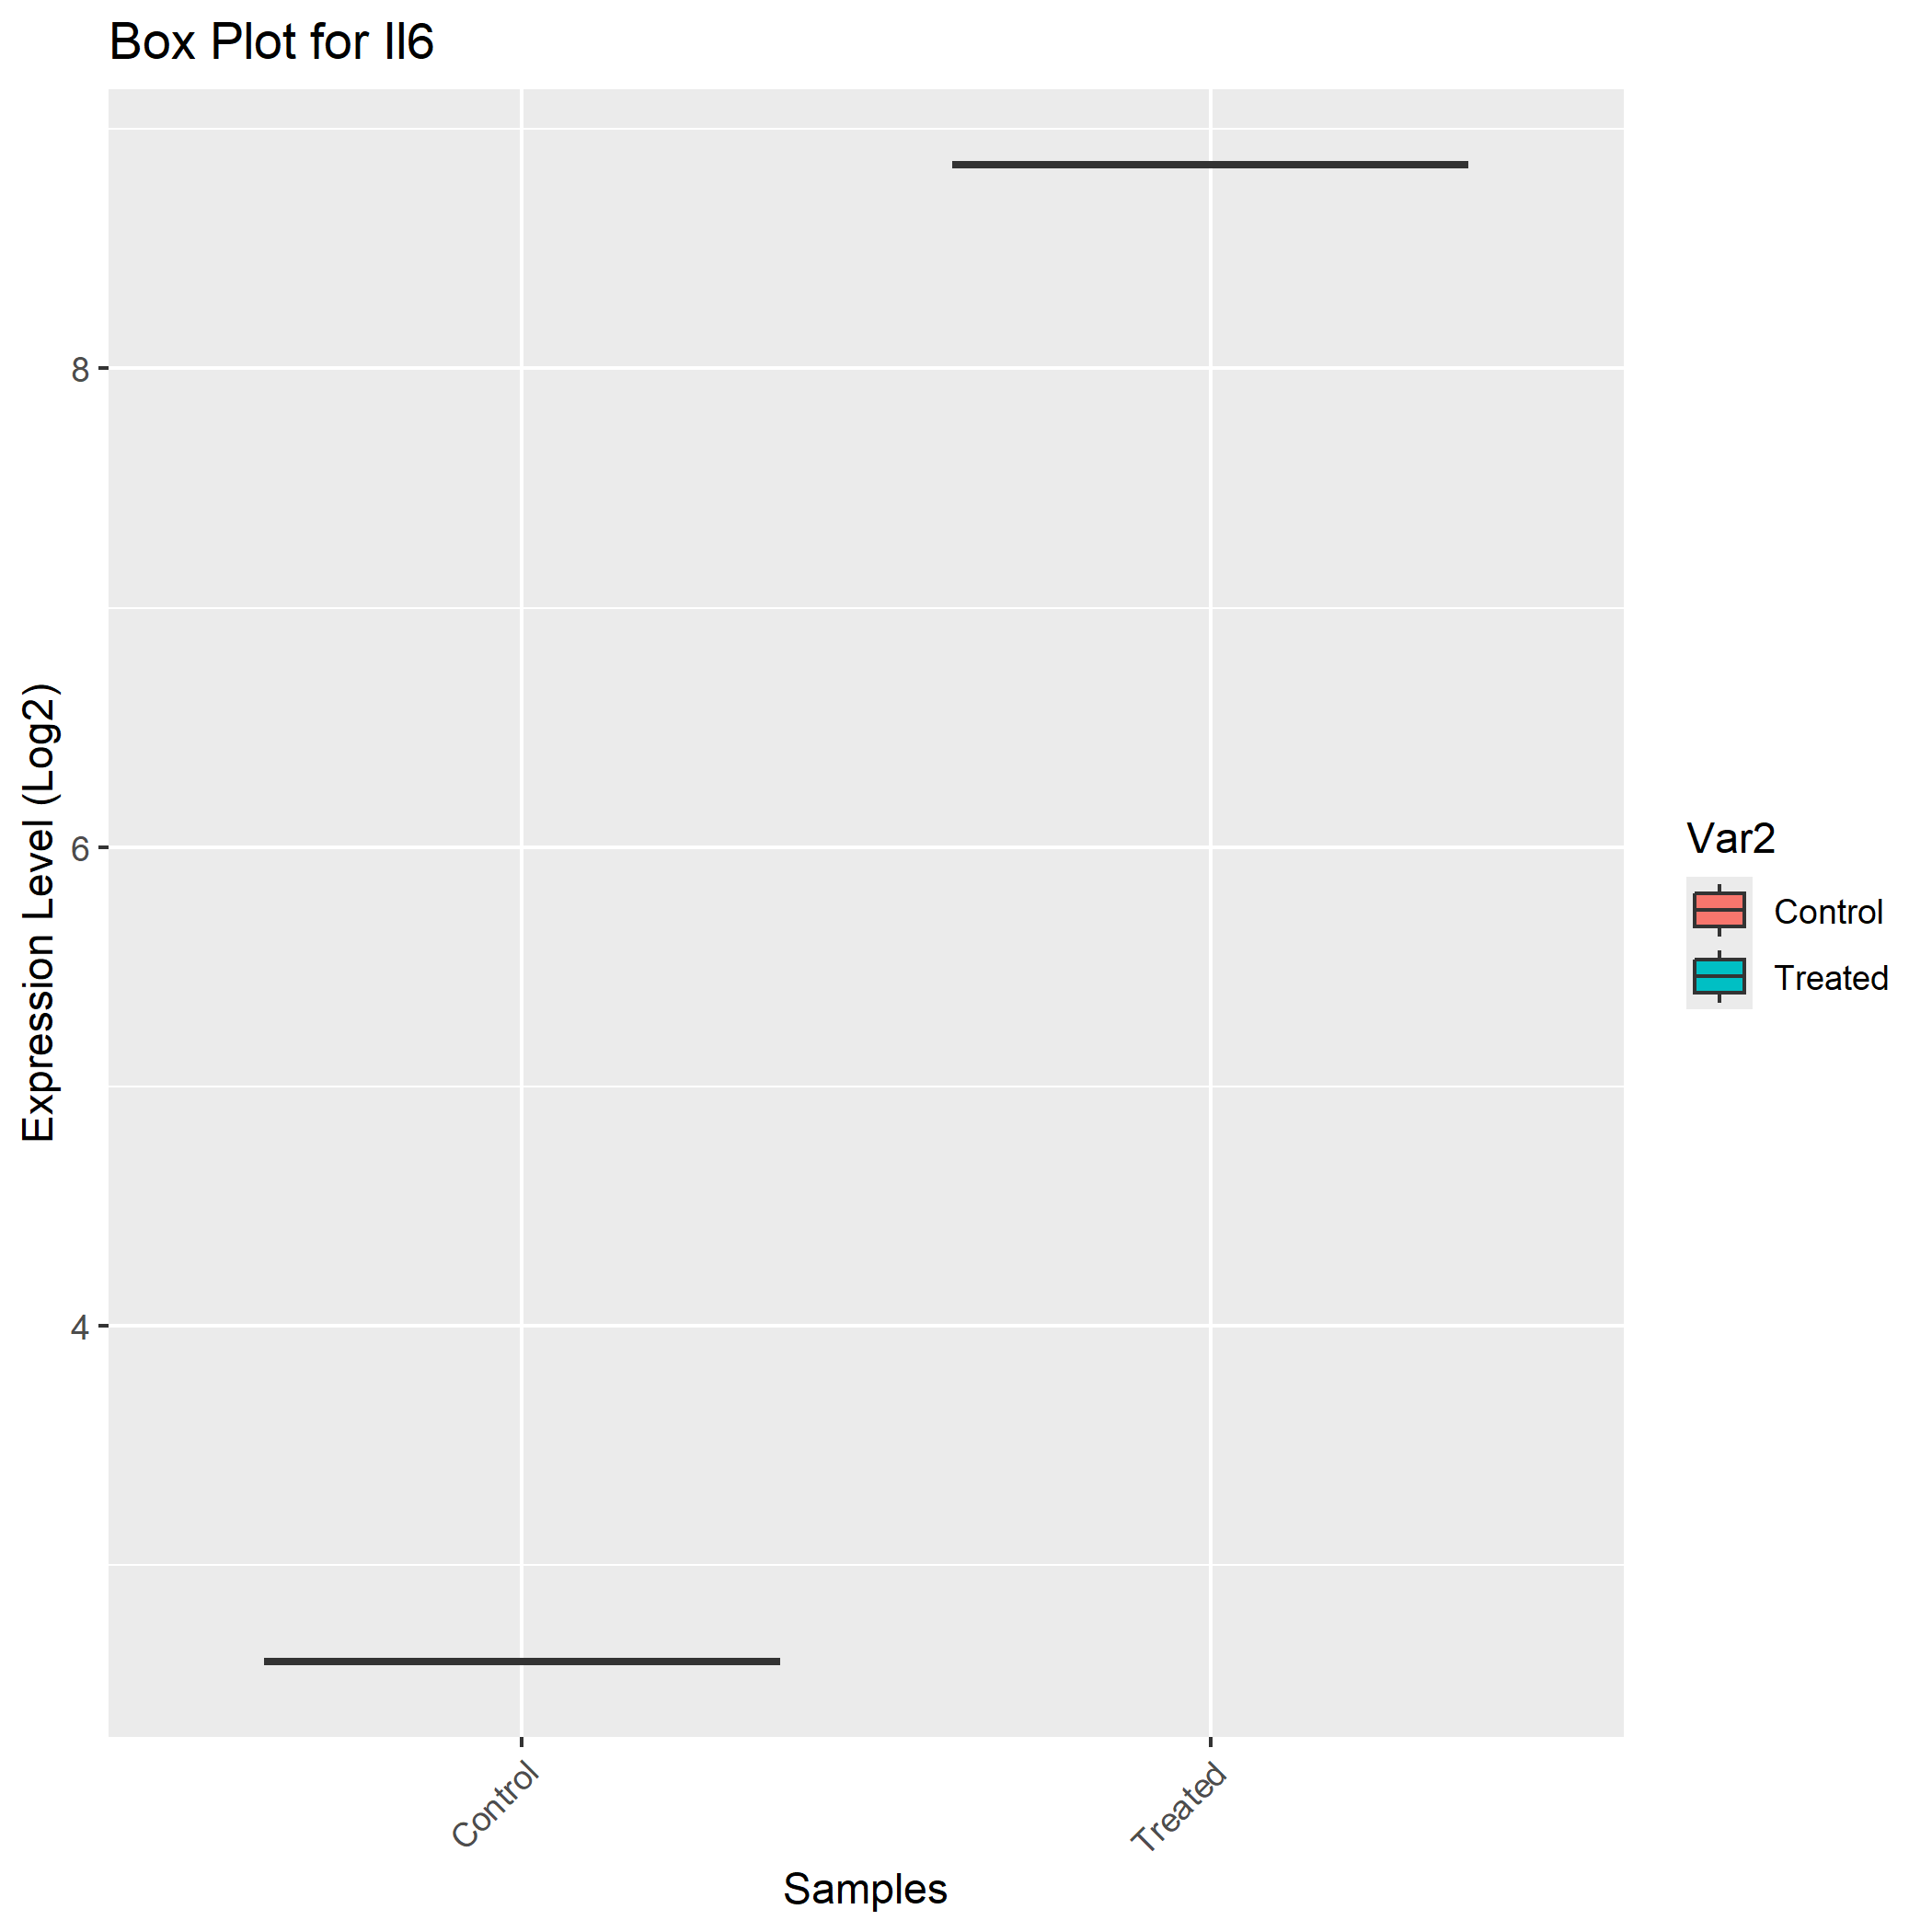 Box Plot for Il6
Expression Level (Log2)
8
6
4
Control
Treated
Samples
Var2
Control
Treated